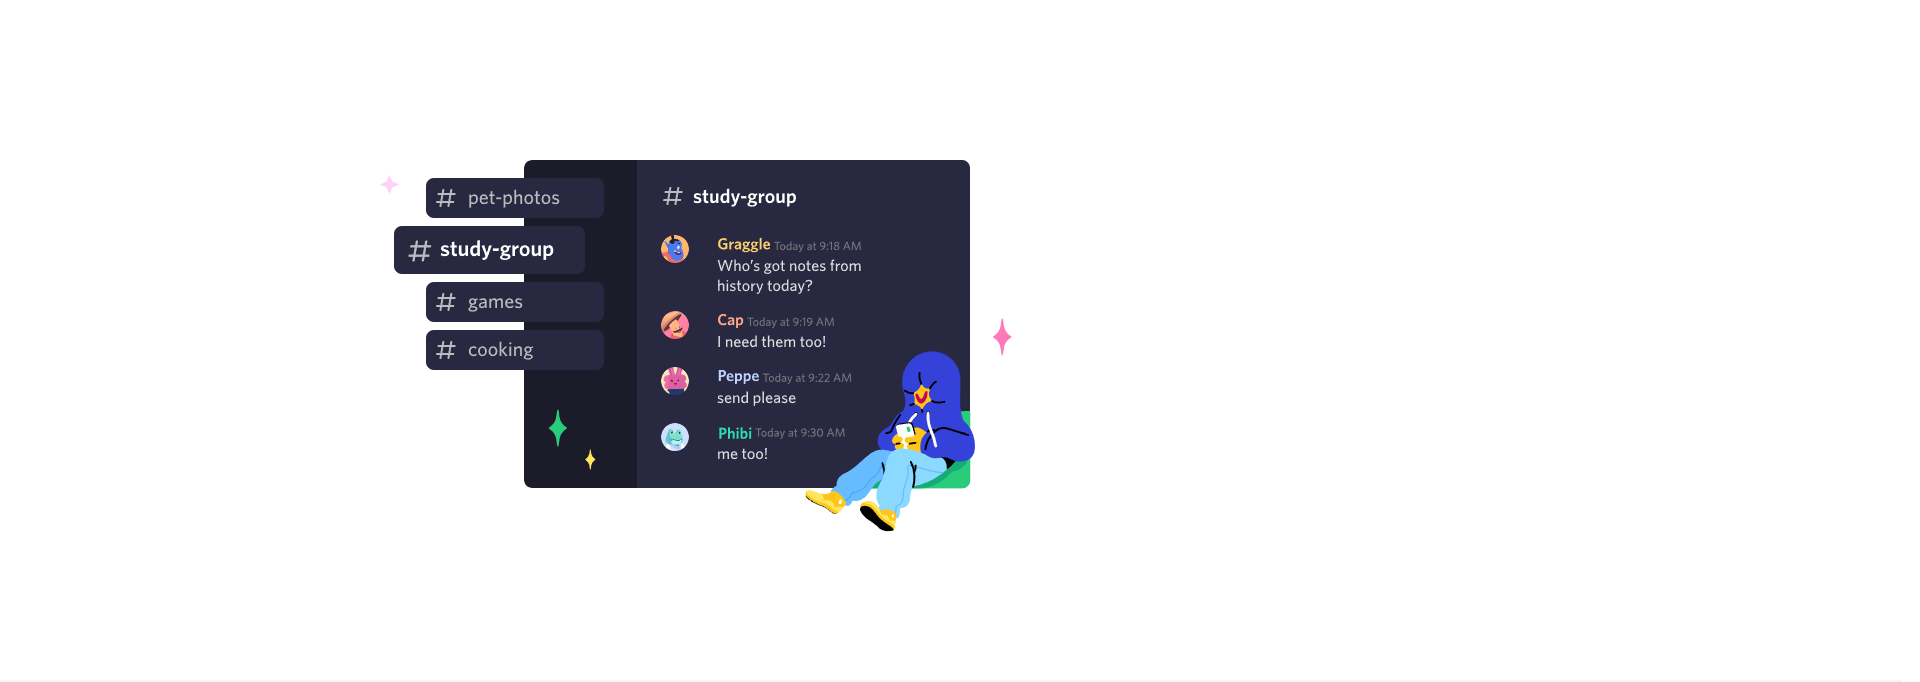 # pet-photos
# study-group
# games
# cooking
# study-group
Graggle Today at 9:18 AM
Who's got notes from
history today?
Cap Today at 9:19 AM
I need them too!
Peppe Today at 9:22 AM
send please
Phibi Today at 9:30 AM
me too!